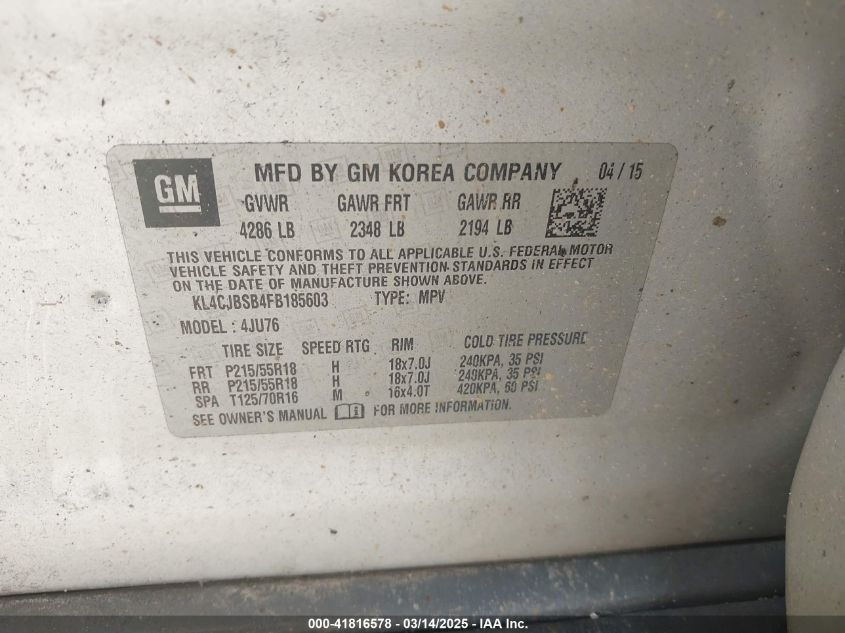 GM
MFD BY GM KOREA COMPANY 04/15
GVWR GAWR FRT GAWR RR
4286 LB 2348 LB 2194 LB
THIS VEHICLE CONFORMS TO ALL APPLICABLE U.S. FEDERAL MOTOR
VEHICLE SAFETY AND THEFT PREVENTION STANDARDS IN EFFECT
ON THE DATE OF MANUFACTURE SHOWN ABOVE.
KL4CJBSB4FB185603 TYPE: MPV
MODEL: 4JU76
TIRE SIZE SPEED RTG RIM COLD TIRE PRESSURE
FRT P215/55R18 H 18x7.0J 240KPA, 35 PSI
RR P215/55R18 H 18x7.0J 240KPA, 35 PSI
SPA T125/70R16 M 16x4.0T 420KPA, 60 PSI
SEE OWNER'S MANUAL FOR MORE INFORMATION.
000-41816578 - 03/14/2025 - IAA Inc.